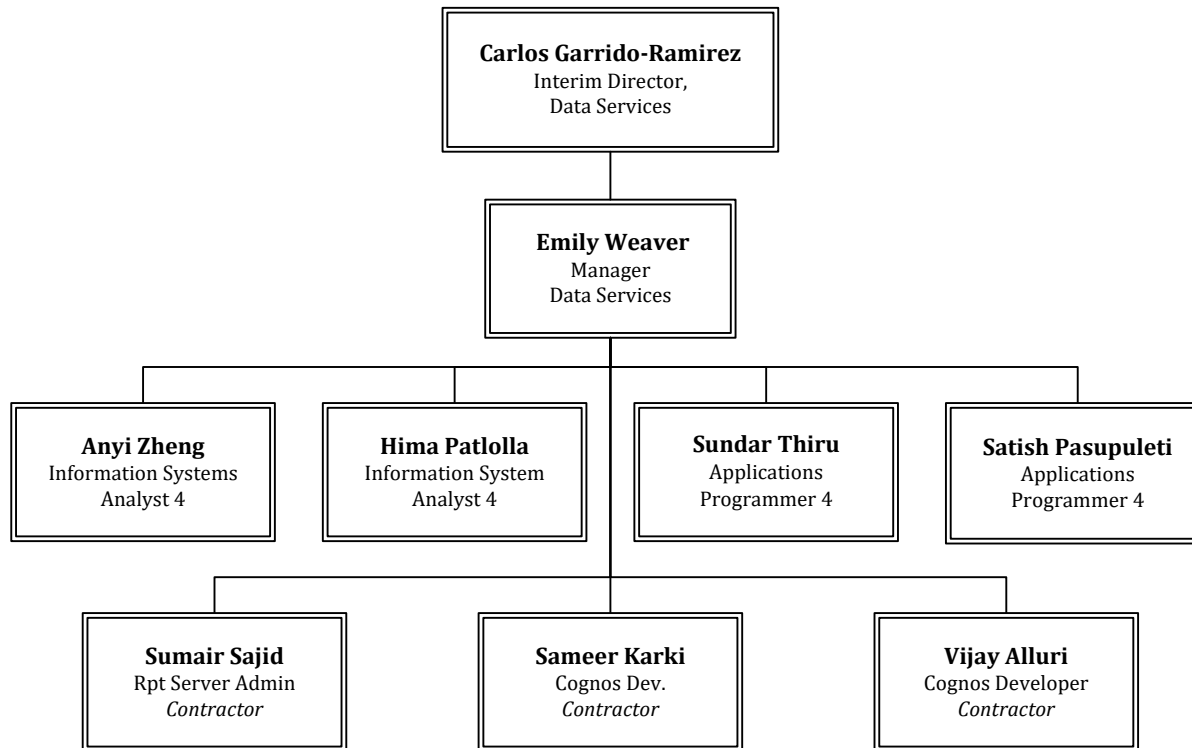 Carlos Garrido-Ramirez
Interim Director,
Data Services
Emily Weaver
Manager
Data Services
Anyi Zheng
Information Systems
Analyst 4
Hima Patlolla
Information System
Analyst 4
Sundar Thiru
Applications
Programmer 4
Satish Pasupuleti
Applications
Programmer 4
Sumair Sajid
Rpt Server Admin
Contractor
Sameer Karki
Cognos Dev.
Contractor
Vijay Alluri
Cognos Developer
Contractor